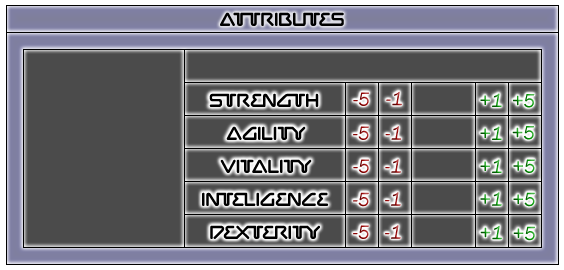 ATTRIBUTES
STRENGTH -5 -1 +1 +5
AGILITY -5 -1 +1 +5
VITALITY -5 -1 +1 +5
INTELIGENCE -5 -1 +1 +5
DEXTERITY -5 -1 +1 +5